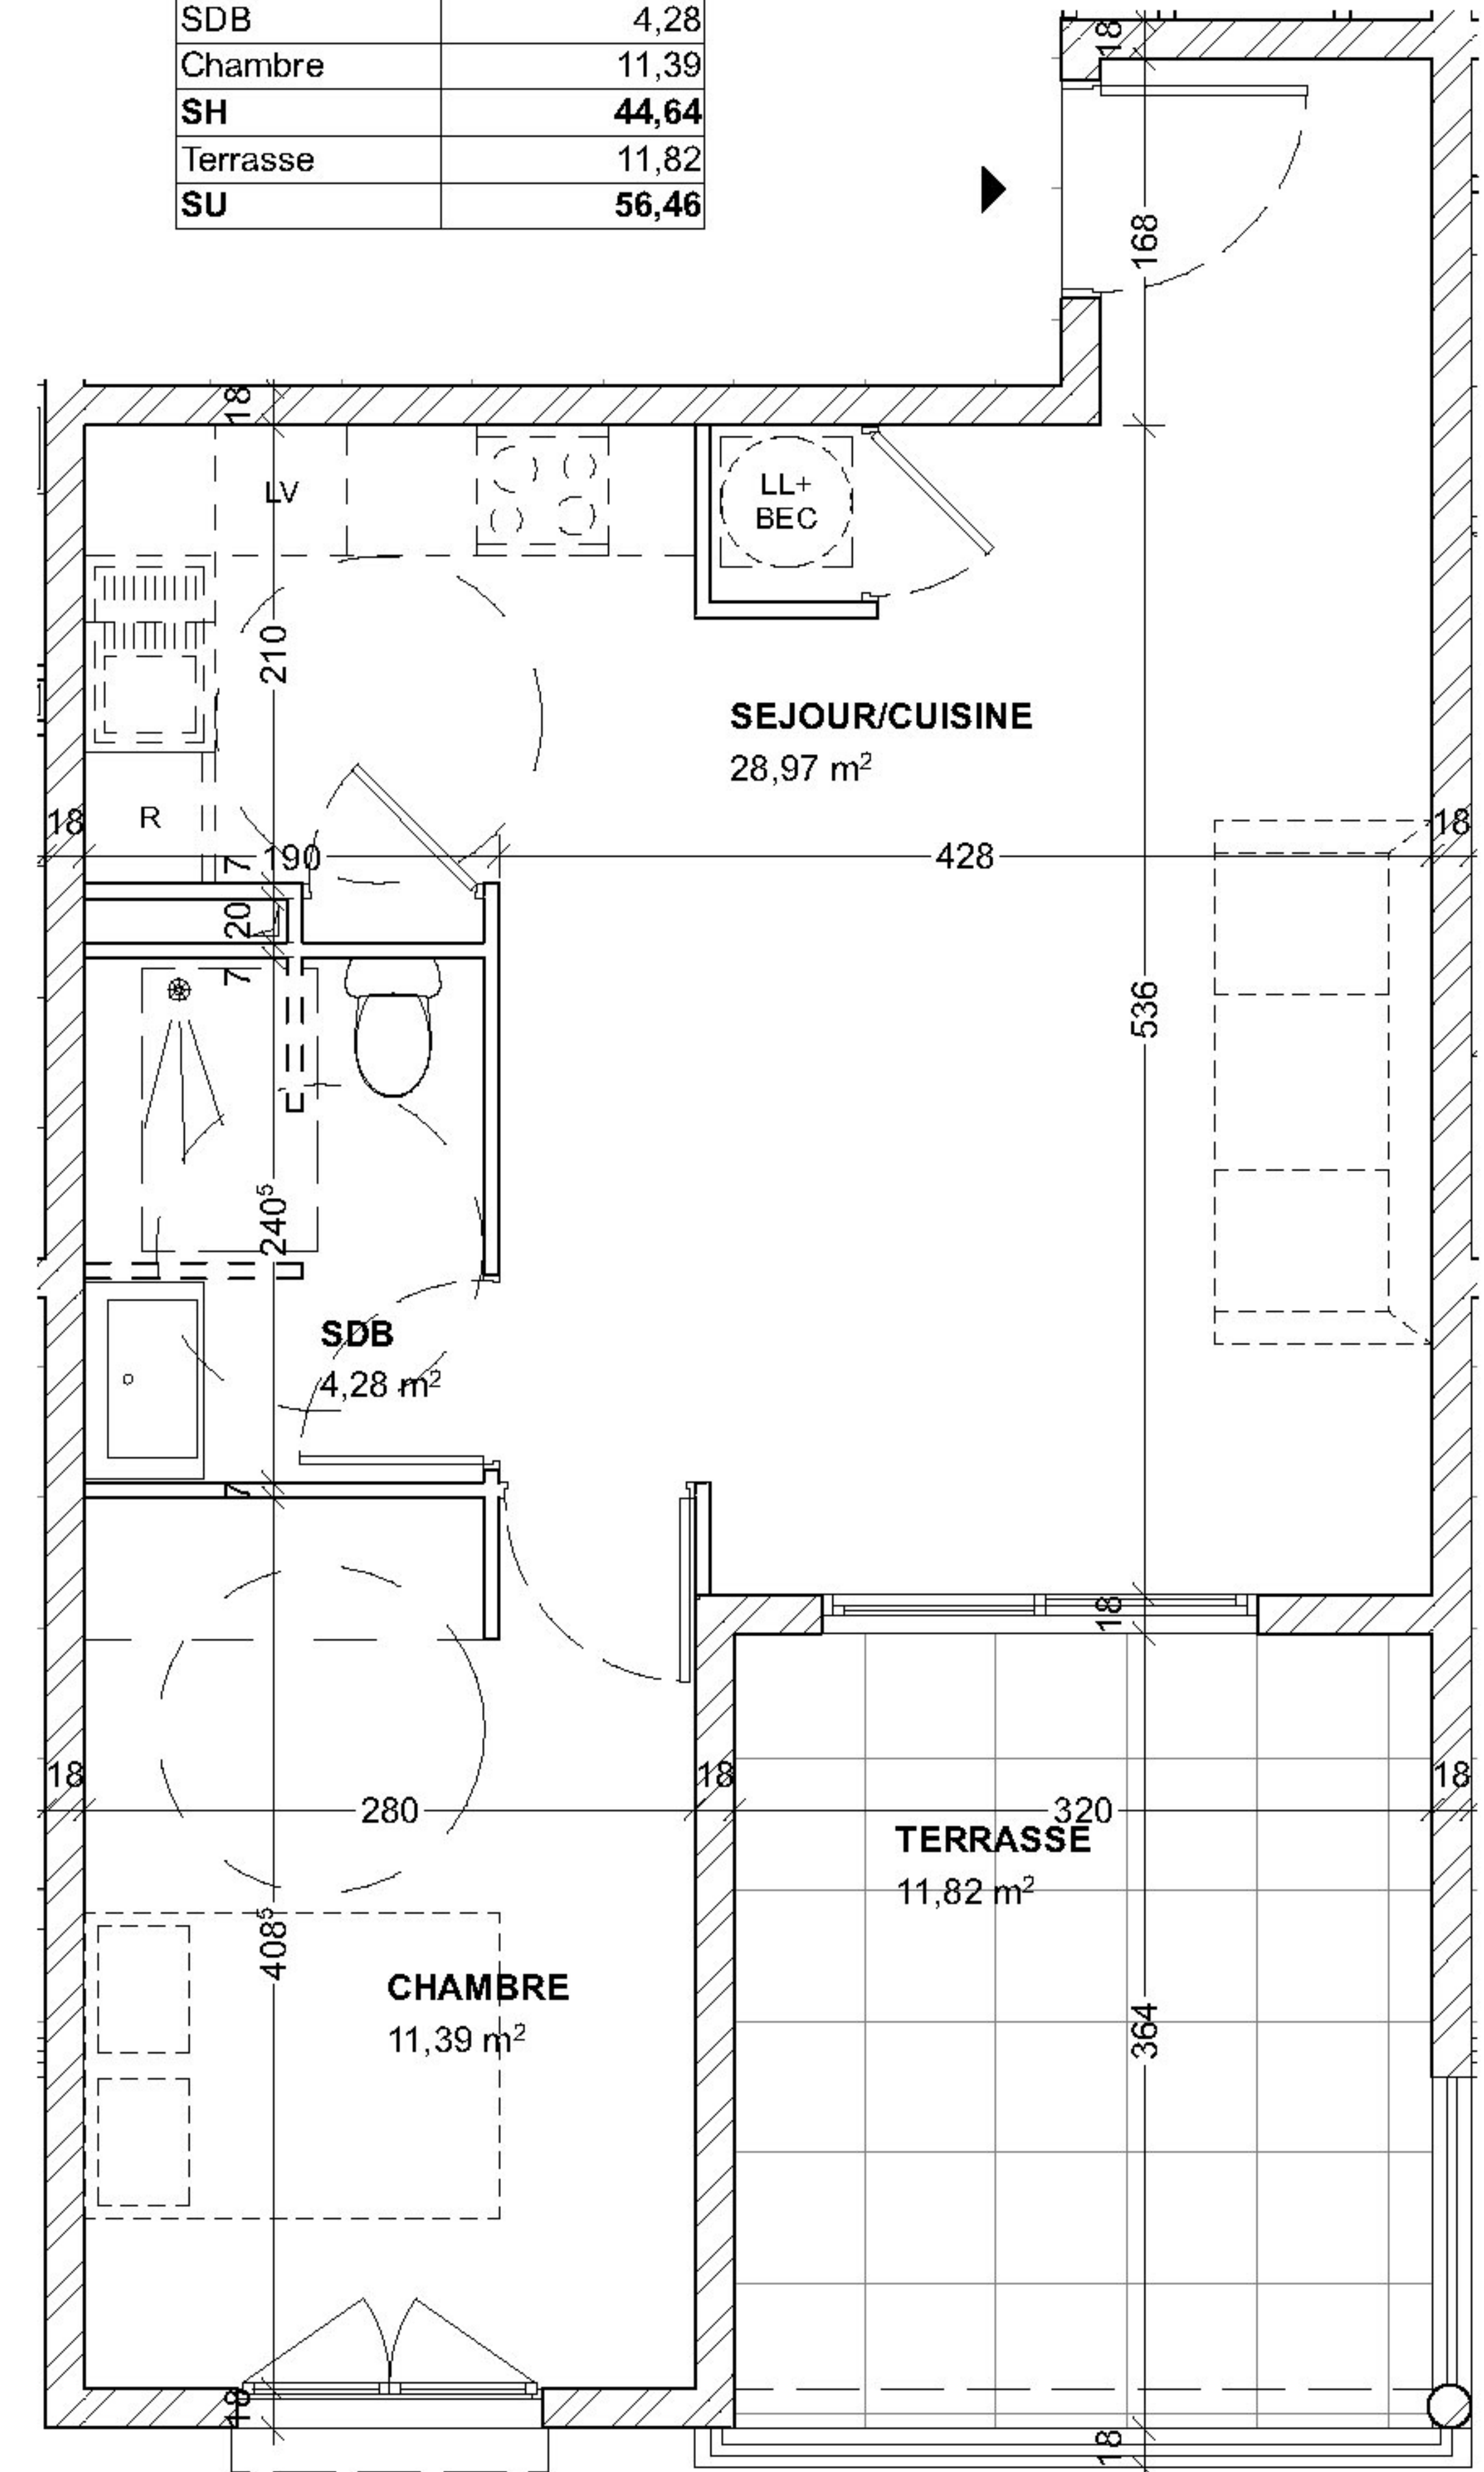 SDB 4,28
Chambre 11,39
SH 44,64
Terrasse 11,82
SU 56,46
18
168
18
LV
LL+
BEC
210
SEJOUR/CUISINE
28,97 m²
R
18
18
7
190
428
20
7
536
240⁵
SDB
4,28 m²
7
18
18
18
18
280
320
TERRASSE
11,82 m²
408⁵
CHAMBRE
11,39 m²
364
18
18